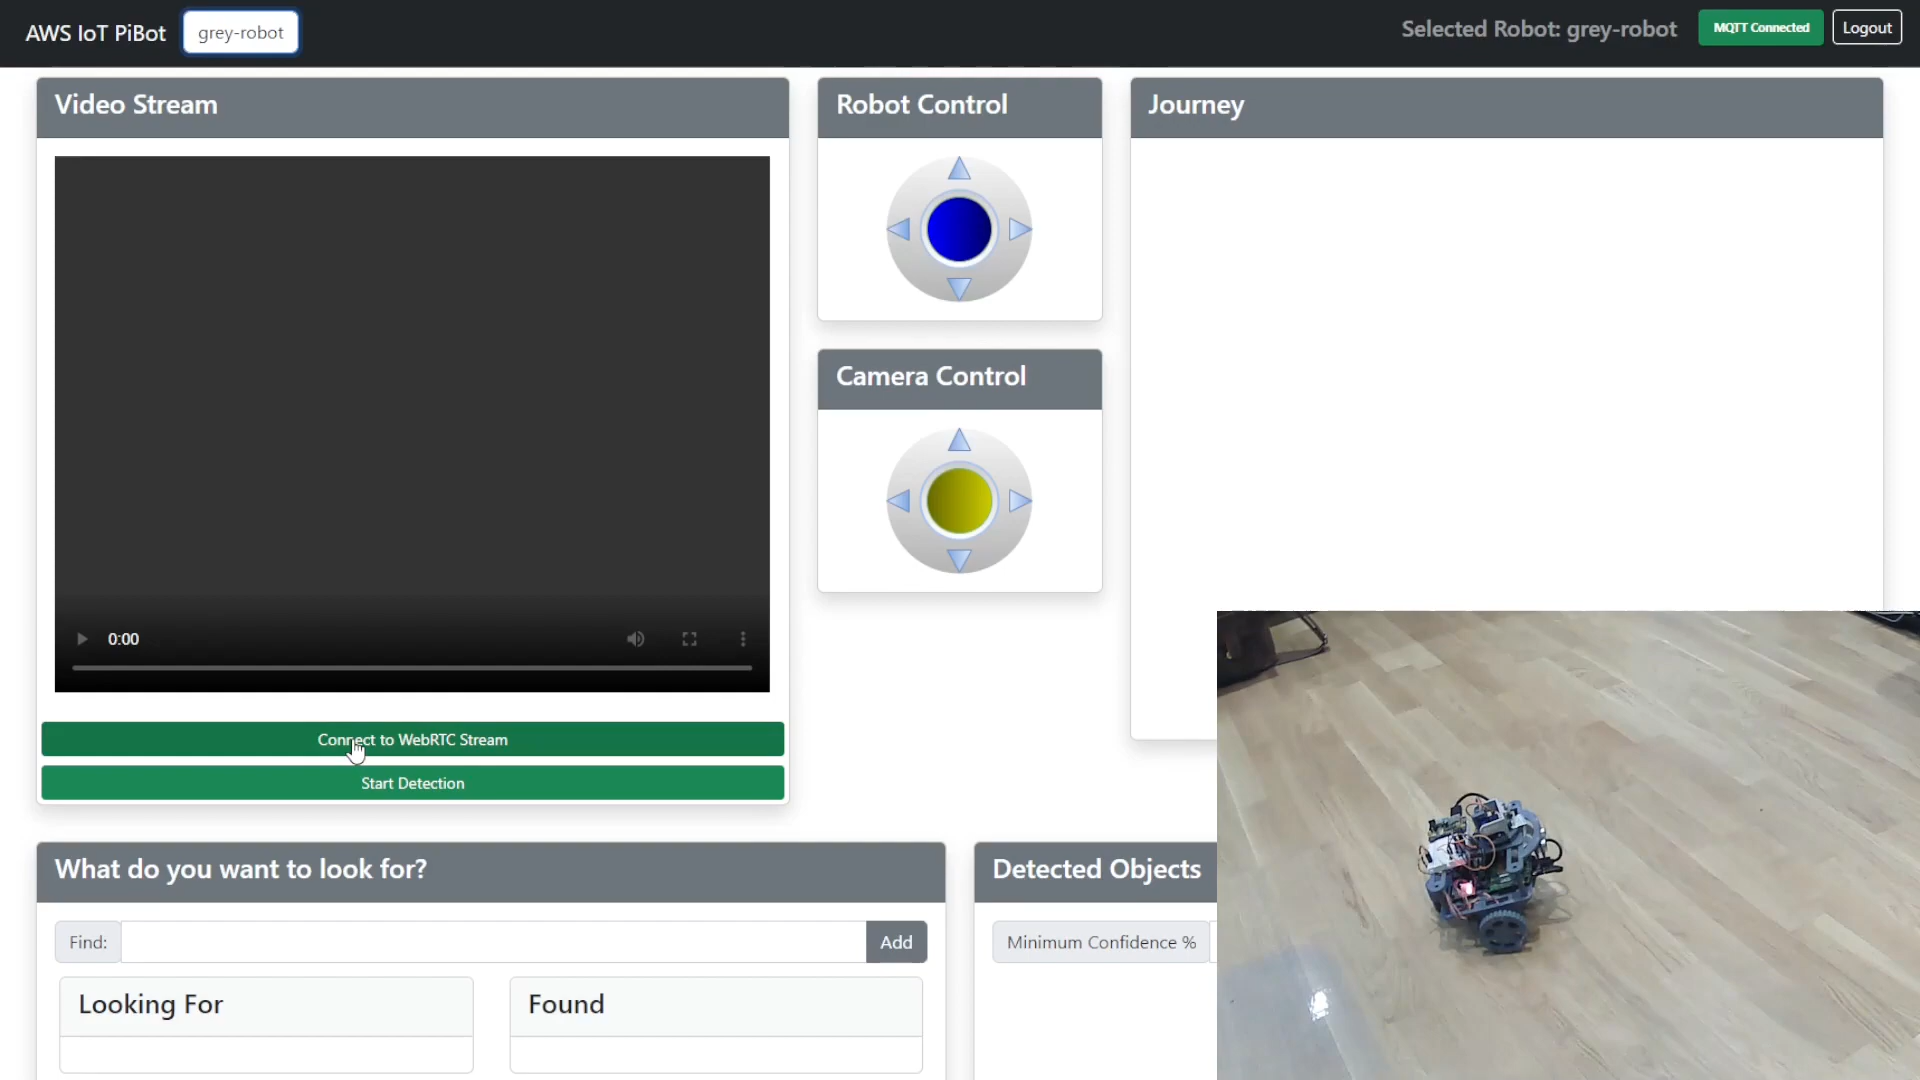 AWS IoT PiBot
grey-robot
Selected Robot: grey-robot
MQTT Connected
Logout
Video Stream
Robot Control
Journey
Camera Control
0:00
Connect to WebRTC Stream
Start Detection
What do you want to look for?
Detected Objects
Find:
Add
Minimum Confidence %
Looking For
Found